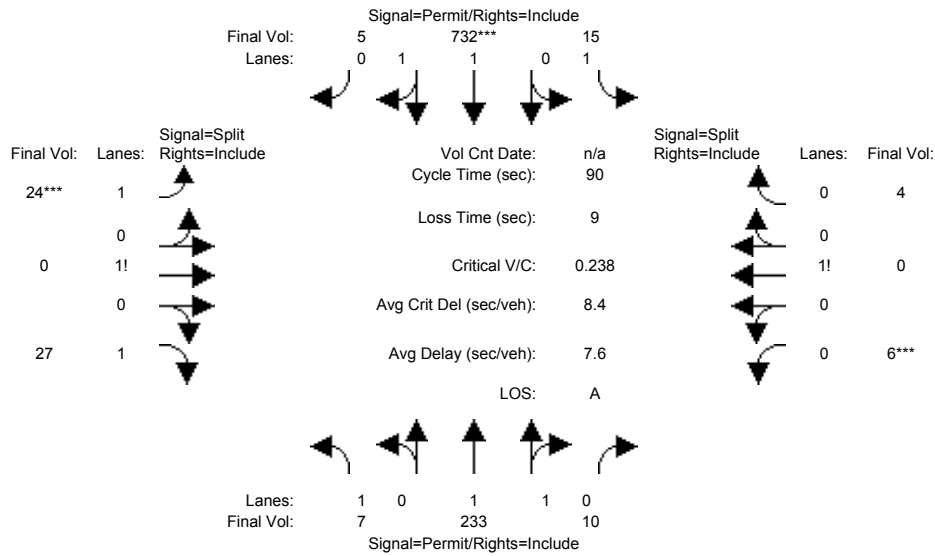 Signal=Permit/Rights=Include
Final Vol: 5 732*** 15
Lanes: 0 1 1 0 1
Signal=Split
Final Vol: Lanes: Rights=Include
Vol Cnt Date: n/a
Signal=Split
Rights=Include Lanes: Final Vol:
Cycle Time (sec): 90
24*** 1
0 4
Loss Time (sec): 9
0
0
0 1!
Critical V/C: 0.238
1! 0
0
Avg Crit Del (sec/veh): 8.4
0
27 1
Avg Delay (sec/veh): 7.6
0 6***
LOS: A
Lanes: 1 0 1 1 0
Final Vol: 7 233 10
Signal=Permit/Rights=Include